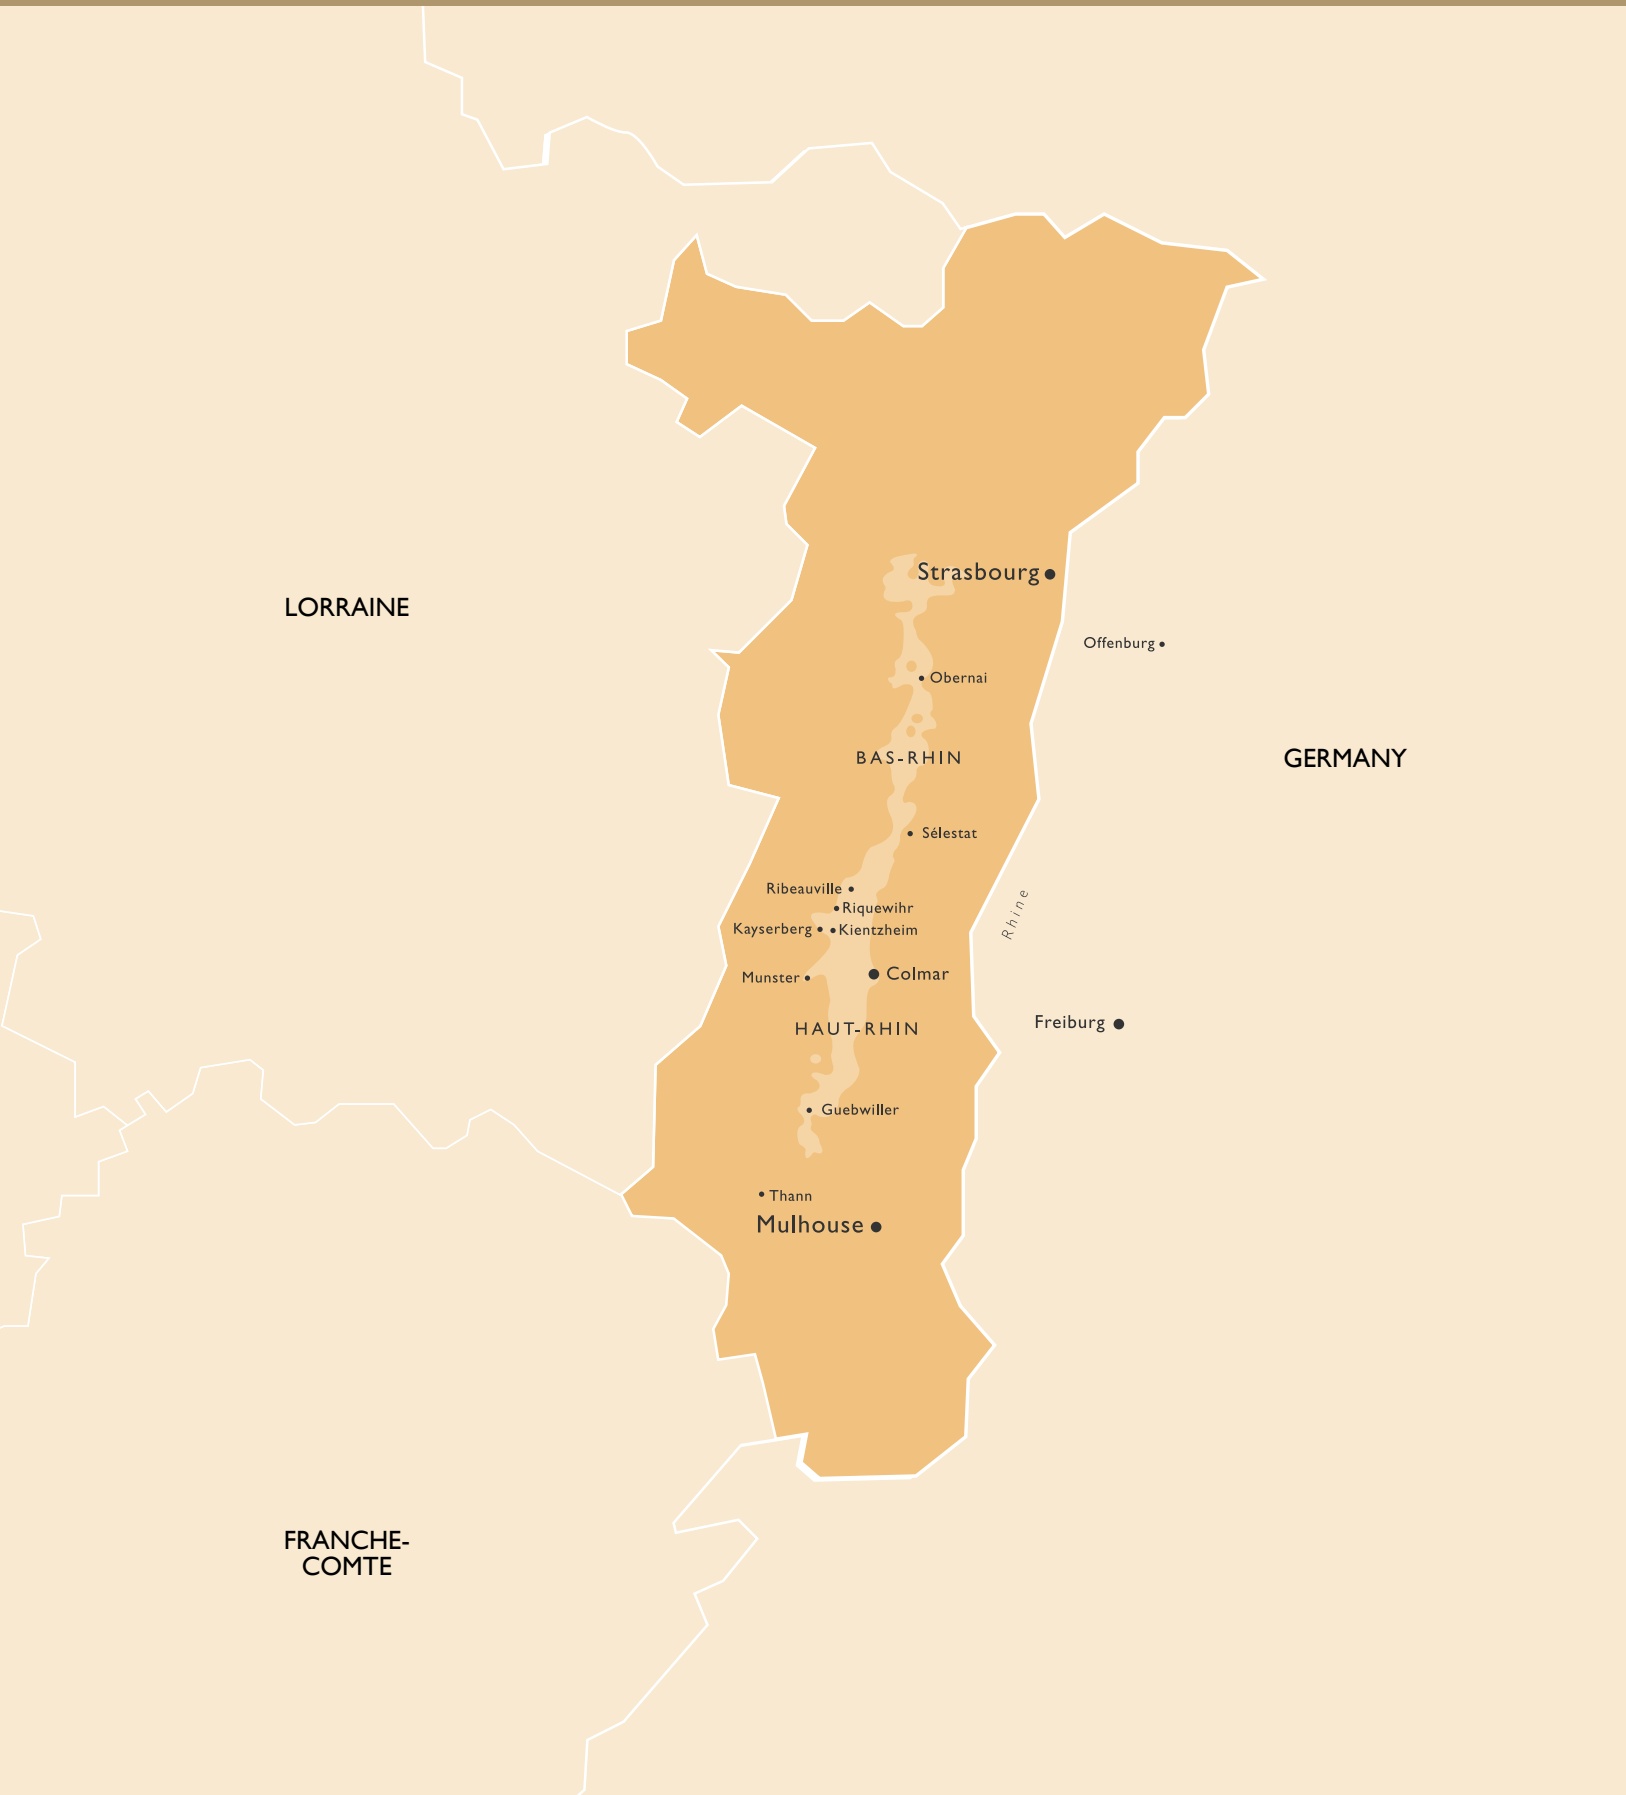 Strasbourg
LORRAINE
Offenburg
Obernai
BAS-RHIN
GERMANY
Sélestat
Ribeauville
Riquewihr
Kayserberg
Kientzheim
Rhine
Munster
Colmar
Freiburg
HAUT-RHIN
Guebwiller
Thann
Mulhouse
FRANCHE-
COMTE